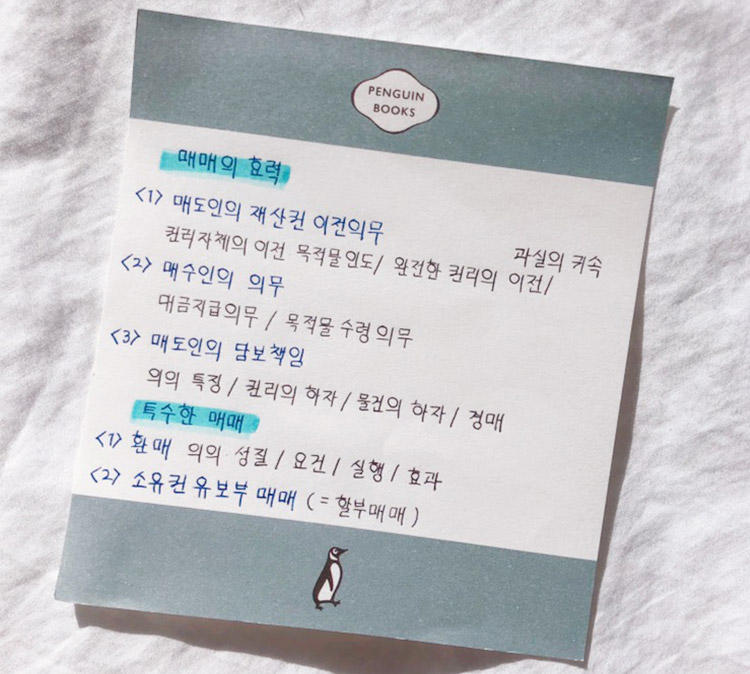 PENGUIN
BOOKS
매매의 효력
<1> 매도인의 재산권 이전의무
권리자체의 이전 목적물인도/ 완전한 권리의 이전/ 과실의 귀속
<2> 매수인의 의무
대금지급의무 / 목적물 수령의무
<3> 매도인의 담보책임
의의 특징 / 권리의 하자 / 물건의 하자 / 경매
특수한 매매
<1> 환매 의의 성질 / 요건 / 실행 / 효과
<2> 소유권유보부 매매 (= 할부매매)